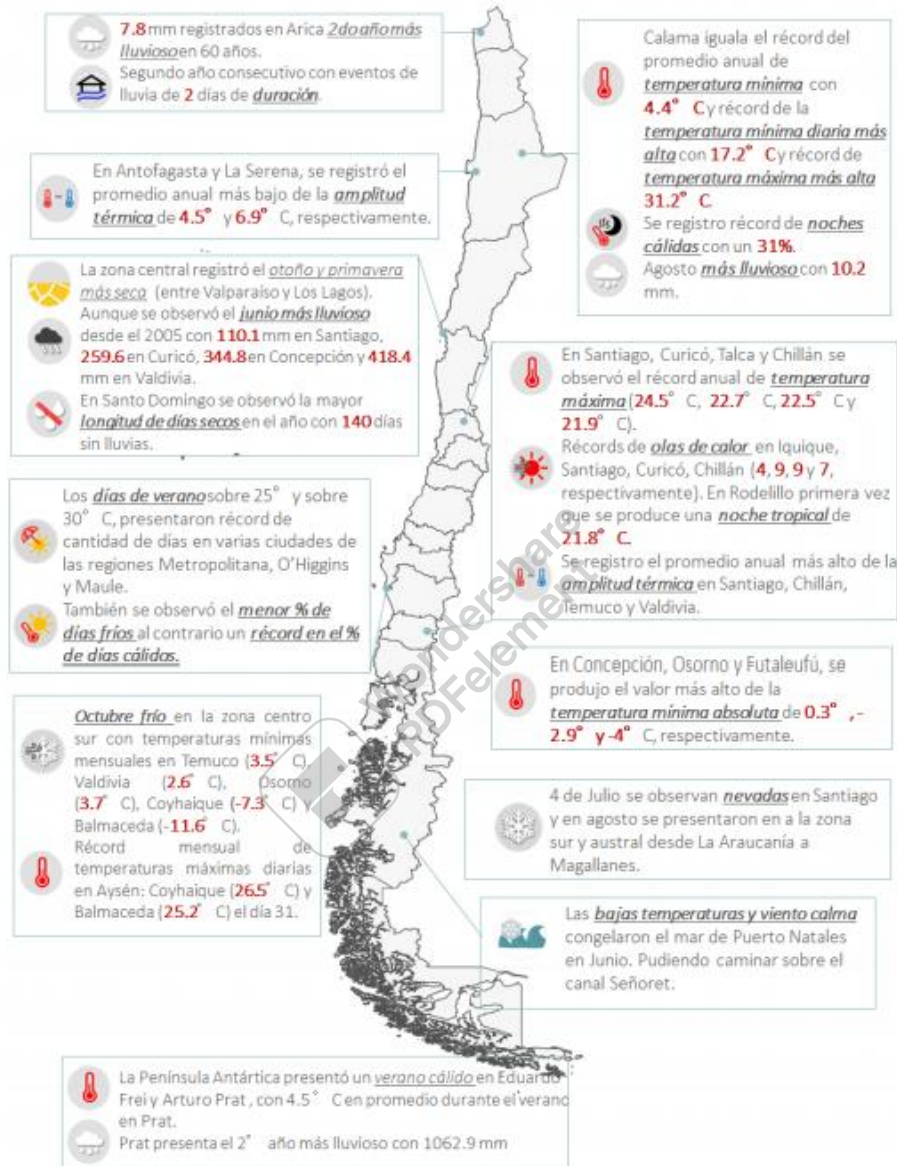 7.8 mm registrados en Arica 2do año más
lluvioso en 60 años.
Segundo año consecutivo con eventos de
lluvia de 2 días de duración.
Calama iguala el récord del
promedio anual de
temperatura mínima con
4.4° C y récord de la
temperatura mínima diaria más
alta con 17.2° C y récord de
temperatura máxima más alta
31.2° C.
Se registro récord de noches
cálidas con un 31%.
Agosto más lluvioso con 10.2
mm.
En Antofagasta y La Serena, se registró el
promedio anual más bajo de la amplitud
térmica de 4.5° y 6.9° C, respectivamente.
La zona central registró el otoño y primavera
más seca (entre Valparaíso y Los Lagos).
Aunque se observó el junio más lluvioso
desde el 2005 con 110.1 mm en Santiago,
259.6 en Curicó, 344.8 en Concepción y 418.4
mm en Valdivia.
En Santo Domingo se observó la mayor
longitud de días secos en el año con 140 días
sin lluvias.
En Santiago, Curicó, Talca y Chillán se
observó el récord anual de temperatura
máxima (24.5° C, 22.7° C, 22.5° C y
21.9° C).
Récords de olas de calor en Iquique,
Santiago, Curicó, Chillán (4, 9, 9 y 7,
respectivamente). En Rodelillo primera vez
que se produce una noche tropical de
21.8° C.
Se registro el promedio anual más alto de la
amplitud térmica en Santiago, Chillán,
Temuco y Valdivia.
Los días de verano sobre 25° y sobre
30° C, presentaron récord de
cantidad de días en varias ciudades de
las regiones Metropolitana, O'Higgins
y Maule.
También se observó el menor % de
días fríos al contrario un récord en el %
de días cálidos.
En Concepción, Osorno y Futaleufú, se
produjo el valor más alto de la
temperatura mínima absoluta de 0.3° , -
2.9° y -4° C, respectivamente.
Octubre frío en la zona centro
sur con temperaturas mínimas
mensuales en Temuco (3.5° C),
Valdivia (2.6° C), Osorno
(3.7° C), Coyhaique (-7.3° C) y
Balmaceda (-11.6° C).
Récord mensual de
temperaturas máximas diarias
en Aysén: Coyhaique (26.5° C) y
Balmaceda (25.2° C) el día 31.
4 de Julio se observan nevadas en Santiago
y en agosto se presentaron en a la zona
sur y austral desde La Araucanía a
Magallanes.
Las bajas temperaturas y viento calma
congelaron el mar de Puerto Natales
en Junio. Pudiendo caminar sobre el
canal Señoret.
La Península Antártica presentó un verano cálido en Eduardo
Frei y Arturo Prat , con 4.5° C en promedio durante el verano
en Prat.
Prat presenta el 2° año más lluvioso con 1062.9 mm
Wondershare
PDFelement